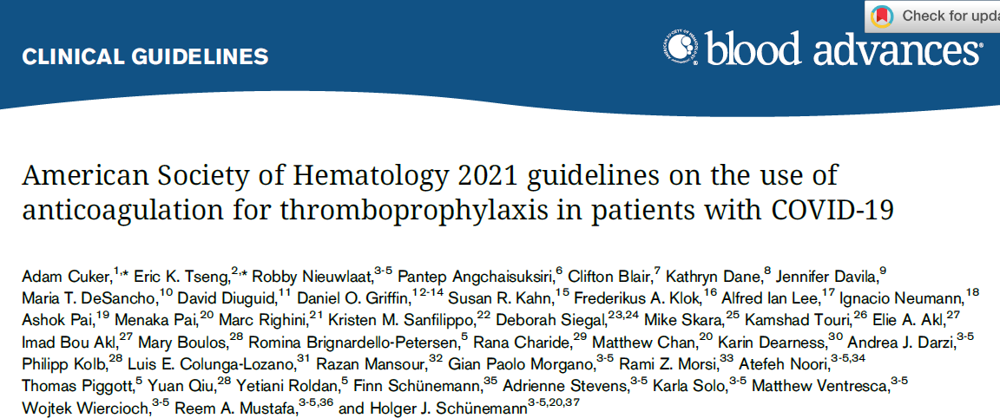 Check for upda
CLINICAL GUIDELINES
blood advances®
American Society of Hematology 2021 guidelines on the use of
anticoagulation for thromboprophylaxis in patients with COVID-19
Adam Cuker,1,* Eric K. Tseng,2,* Robby Nieuwlaat,3-5 Pantep Angchaisuksiri,6 Clifton Blair,7 Kathryn Dane,8 Jennifer Davila,9
Maria T. DeSancho,10 David Diuguid,11 Daniel O. Griffin,12-14 Susan R. Kahn,15 Frederikus A. Klok,16 Alfred Ian Lee,17 Ignacio Neumann,18
Ashok Pai,19 Menaka Pai,20 Marc Righini,21 Kristen M. Sanfilippo,22 Deborah Siegal,23,24 Mike Skara,25 Kamshad Touri,26 Elie A. Akl,27
Imad Bou Akl,27 Mary Boulos,28 Romina Brignardello-Petersen,5 Rana Charide,29 Matthew Chan,20 Karin Dearness,30 Andrea J. Darzi,3-5
Philipp Kolb,28 Luis E. Colunga-Lozano,31 Razan Mansour,32 Gian Paolo Morgano,3-5 Rami Z. Morsi,33 Atefeh Noori,3-5,34
Thomas Piggott,5 Yuan Qiu,28 Yetiani Roldan,5 Finn Schünemann,35 Adrienne Stevens,3-5 Karla Solo,3-5 Matthew Ventresca,3-5
Wojtek Wiercioch,3-5 Reem A. Mustafa,3-5,36 and Holger J. Schünemann3-5,20,37